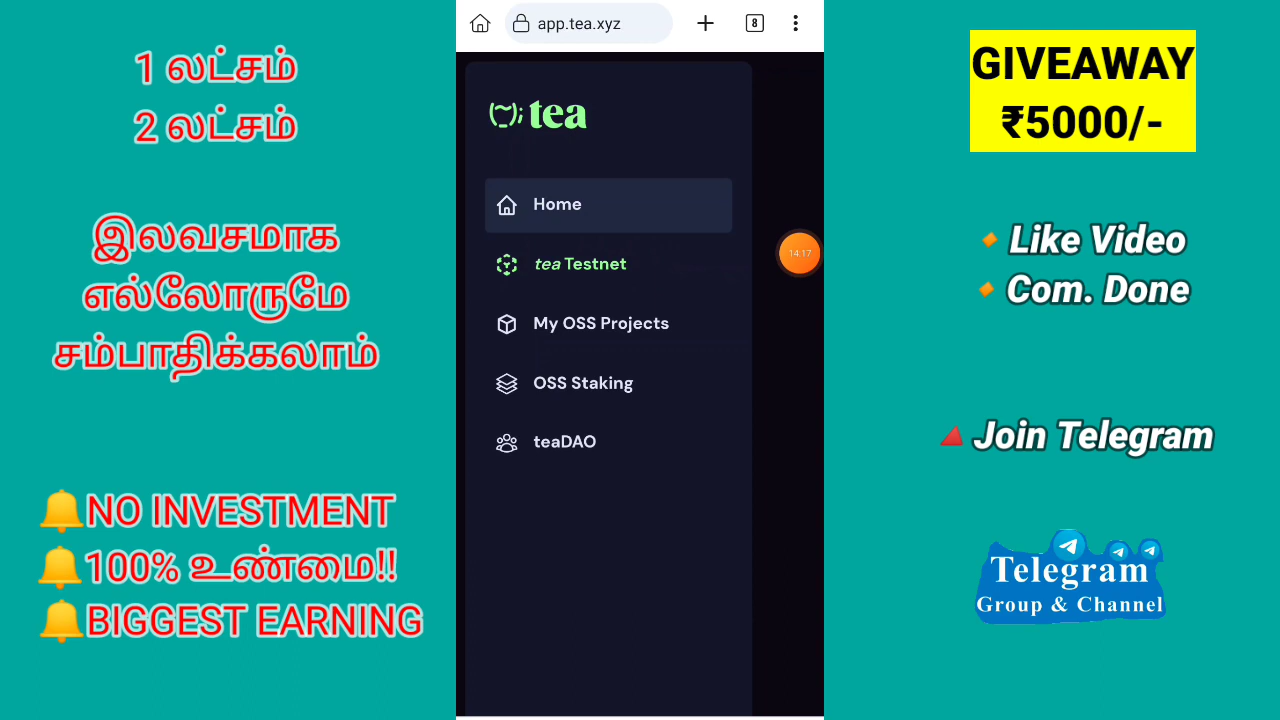 1 லட்சம்
2 லட்சம்
இலவசமாக
எல்லோருமே
சம்பாதிக்கலாம்
🔔NO INVESTMENT
🔔100% உண்மை!!
🔔BIGGEST EARNING
app.tea.xyz
8
tea
Home
tea Testnet
My OSS Projects
OSS Staking
teaDAO
14:17
GIVEAWAY
₹5000/-
🔸Like Video
🔸Com. Done
🔺Join Telegram
Telegram
Group & Channel